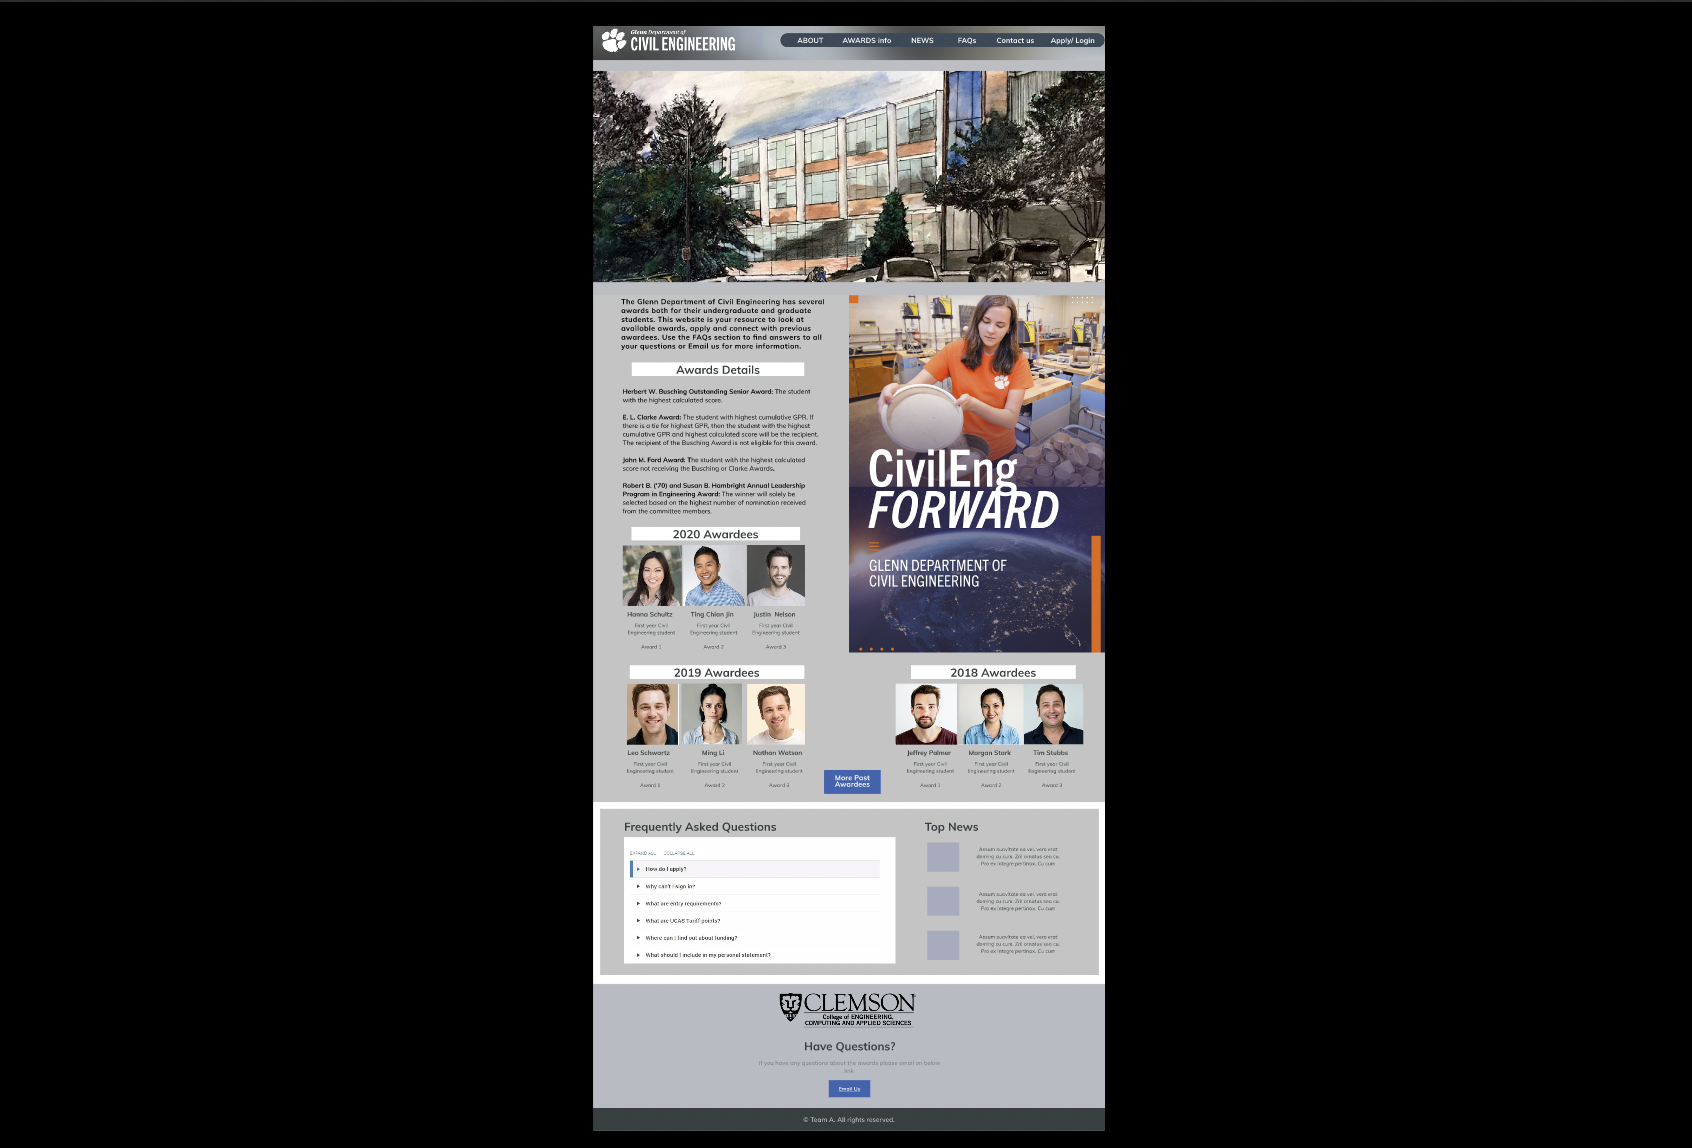 Glenn Department of
CIVIL ENGINEERING
ABOUT AWARDS info NEWS FAQs Contact us Apply/ Login
The Glenn Department of Civil Engineering has several
awards both for their undergraduate and graduate
students. This website is your resource to look at
available awards, apply and connect with previous
awardees. Use the FAQs section to find answers to all
your questions or Email us for more information.
Awards Details
Herbert W. Busching Outstanding Senior Award: The student
with the highest calculated score.
E. L. Clarke Award: The student with highest cumulative GPR. If
there is a tie for highest GPR, then the student with the highest
cumulative GPR and highest calculated score will be the recipient.
The recipient of the Busching Award is not eligible for this award.
John M. Ford Award: The student with the highest calculated
score not receiving the Busching or Clarke Awards.
Robert B. ('70) and Susan B. Hambright Annual Leadership
Program in Engineering Award: The winner will solely be
selected based on the highest number of nomination received
from the committee members.
CivilEng
FORWARD
GLENN DEPARTMENT OF
CIVIL ENGINEERING
2020 Awardees
Hanna Schultz Ting Chian Jin Justin Nelson
First year Civil First year Civil First year Civil
Engineering student Engineering student Engineering student
Award 1 Award 2 Award 3
2019 Awardees
Leo Schwartz Ming Li Nathan Watson
First year Civil First year Civil First year Civil
Engineering student Engineering student Engineering student
Award 1 Award 2 Award 3
More Past
Awardees
2018 Awardees
Jeffrey Palmer Morgan Stark Tim Stubbs
First year Civil First year Civil First year Civil
Engineering student Engineering student Engineering student
Award 1 Award 2 Award 3
Frequently Asked Questions
EXPAND ALL COLLAPSE ALL
How do I apply?
Why can't I sign in?
What are entry requirements?
What are UCAS Tariff points?
Where can I find out about funding?
What should I include in my personal statement?
Top News
Assum suavitate ea vel, vero erat
doming cu cum. Zril ornatus sea cu.
Pro ex integre pertinax. Cu cum
Assum suavitate ea vel, vero erat
doming cu cum. Zril ornatus sea cu.
Pro ex integre pertinax. Cu cum
Assum suavitate ea vel, vero erat
doming cu cum. Zril ornatus sea cu.
Pro ex integre pertinax. Cu cum
CLEMSON
College of ENGINEERING,
COMPUTING AND APPLIED SCIENCES
Have Questions?
If you have any questions about the awards please email on below
link.
Email Us
© Team A. All rights reserved.